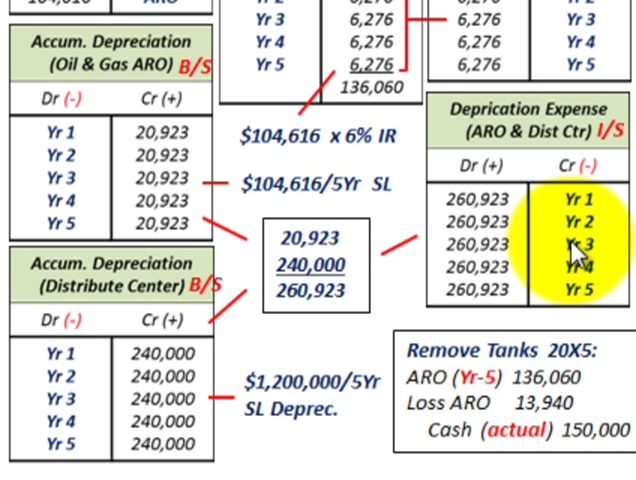 ARO
Yr 3 6,276
Yr 4 6,276
Yr 5 6,276
136,060
6,276 Yr 3
6,276 Yr 4
6,276 Yr 5
Accum. Depreciation
(Oil & Gas ARO) B/S
Dr (-) Cr (+)
Yr 1 20,923
Yr 2 20,923
Yr 3 20,923
Yr 4 20,923
Yr 5 20,923
$104,616 x 6% IR
$104,616/5Yr SL
20,923
240,000
260,923
Deprication Expense
(ARO & Dist Ctr) I/S
Dr (+) Cr (-)
260,923 Yr 1
260,923 Yr 2
260,923 Yr 3
260,923 Yr 4
260,923 Yr 5
Accum. Depreciation
(Distribute Center) B/S
Dr (-) Cr (+)
Yr 1 240,000
Yr 2 240,000
Yr 3 240,000
Yr 4 240,000
Yr 5 240,000
$1,200,000/5Yr
SL Deprec.
Remove Tanks 20X5:
ARO (Yr-5) 136,060
Loss ARO 13,940
Cash (actual) 150,000